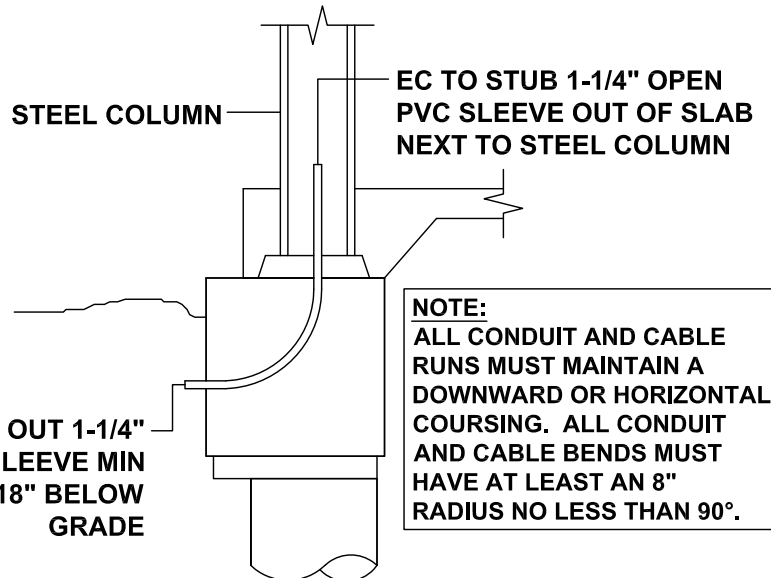 STEEL COLUMN
EC TO STUB 1-1/4" OPEN
PVC SLEEVE OUT OF SLAB
NEXT TO STEEL COLUMN
NOTE:
ALL CONDUIT AND CABLE
RUNS MUST MAINTAIN A
DOWNWARD OR HORIZONTAL
COURSING. ALL CONDUIT
AND CABLE BENDS MUST
HAVE AT LEAST AN 8"
RADIUS NO LESS THAN 90°.
OUT 1-1/4"
LEEVE MIN
18" BELOW
GRADE